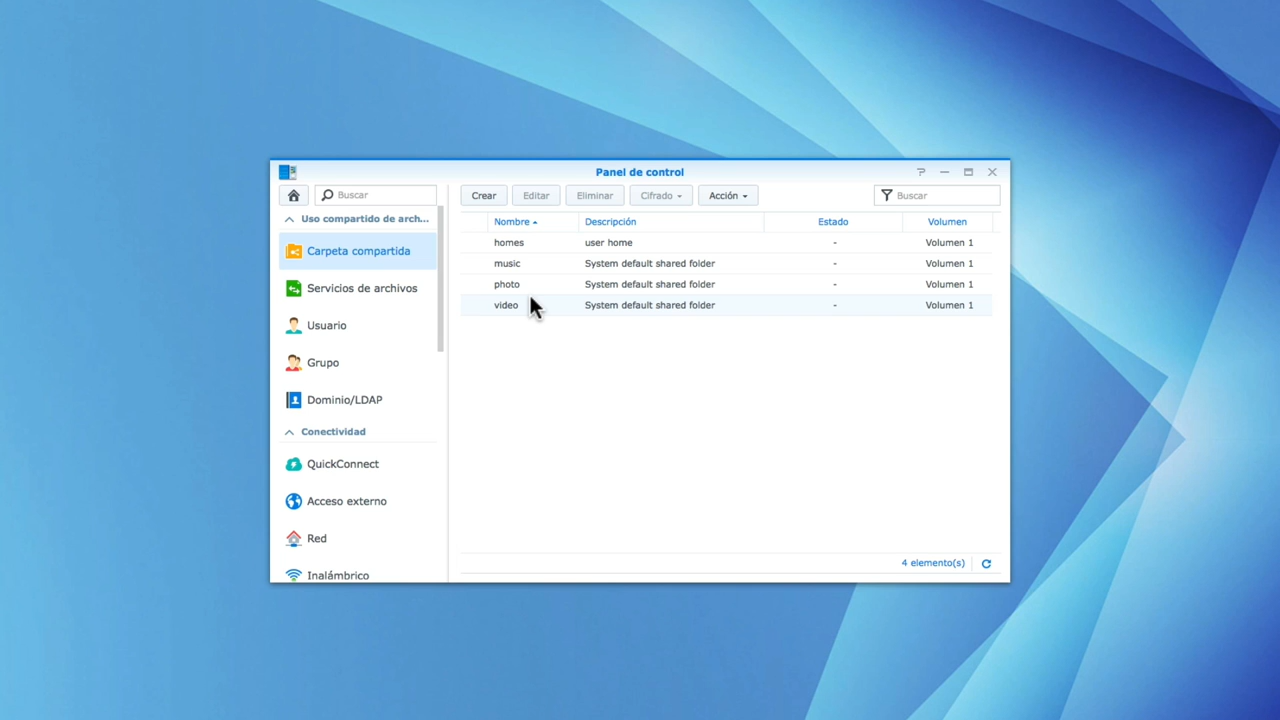 Panel de control
Buscar
Crear Editar Eliminar Cifrado Acción Buscar
Uso compartido de arch...
Nombre Descripción Estado Volumen
homes user home - Volumen 1
Carpeta compartida
music System default shared folder - Volumen 1
photo System default shared folder - Volumen 1
Servicios de archivos
video System default shared folder - Volumen 1
Usuario
Grupo
Dominio/LDAP
Conectividad
QuickConnect
Acceso externo
Red
Inalámbrico
4 elemento(s)